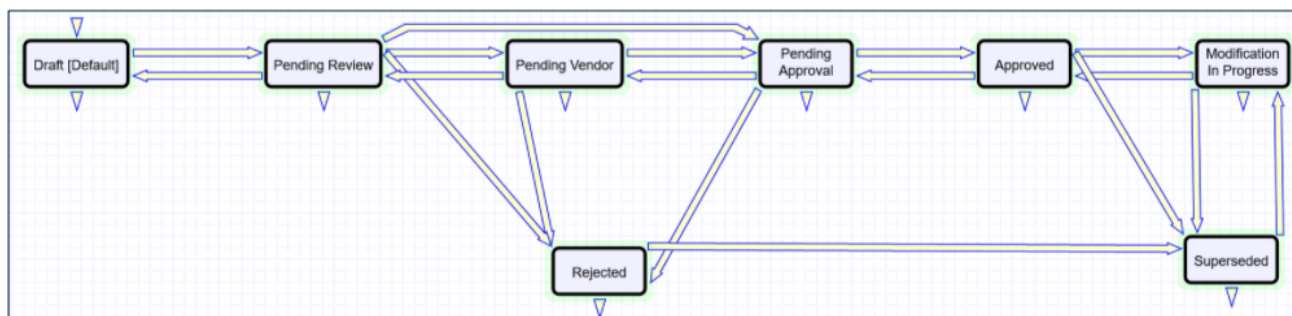 Draft [Default]
Pending Review
Pending Vendor
Pending
Approval
Approved
Modification
In Progress
Rejected
Superseded